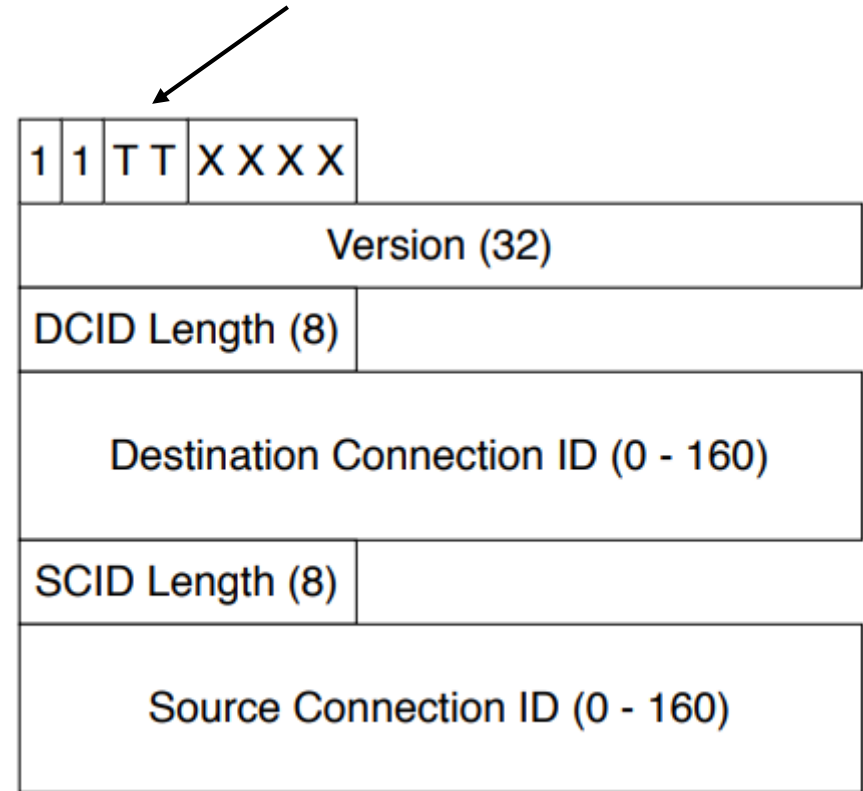 1 1 T T X X X X
Version (32)
DCID Length (8)
Destination Connection ID (0 - 160)
SCID Length (8)
Source Connection ID (0 - 160)